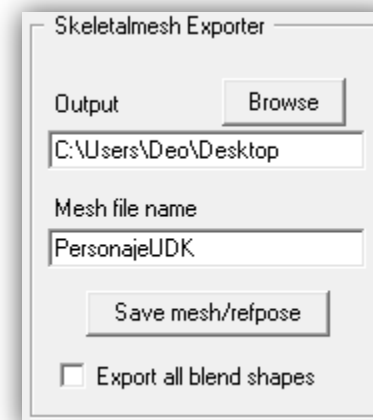 Skeletalmesh Exporter
Output Browse
C:\Users\Deo\Desktop
Mesh file name
PersonajeUDK
Save mesh/refpose
Export all blend shapes